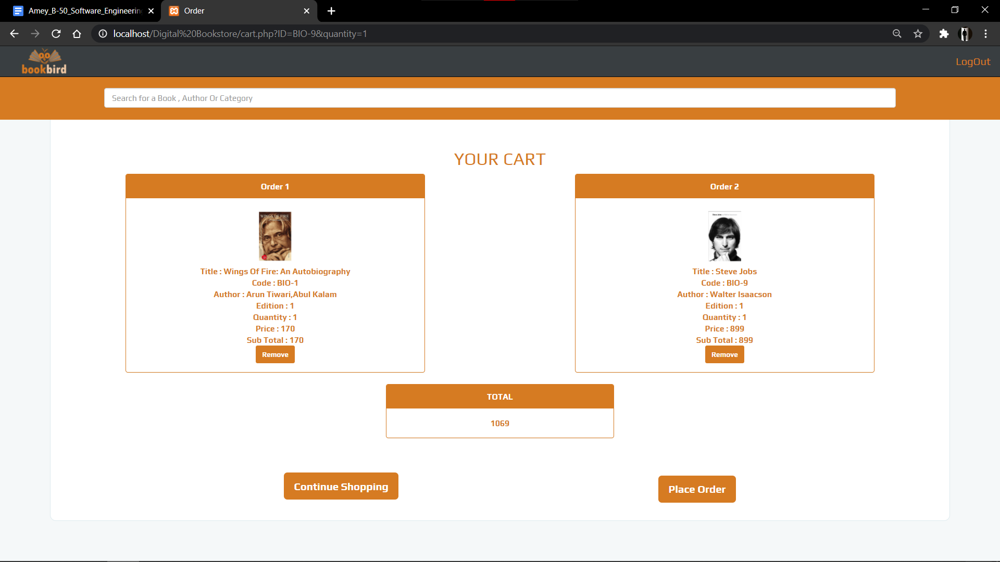 Amey_B-50_Software_Engineerin
Order
localhost/Digital%20Bookstore/cart.php?ID=BIO-9&quantity=1
bookbird
LogOut
Search for a Book , Author Or Category
YOUR CART
Order 1
WINGS OF FIRE
Title : Wings Of Fire: An Autobiography
Code : BIO-1
Author : Arun Tiwari,Abul Kalam
Edition : 1
Quantity : 1
Price : 170
Sub Total : 170
Remove
Order 2
Steve Jobs
Title : Steve Jobs
Code : BIO-9
Author : Walter Isaacson
Edition : 1
Quantity : 1
Price : 899
Sub Total : 899
Remove
TOTAL
1069
Continue Shopping
Place Order